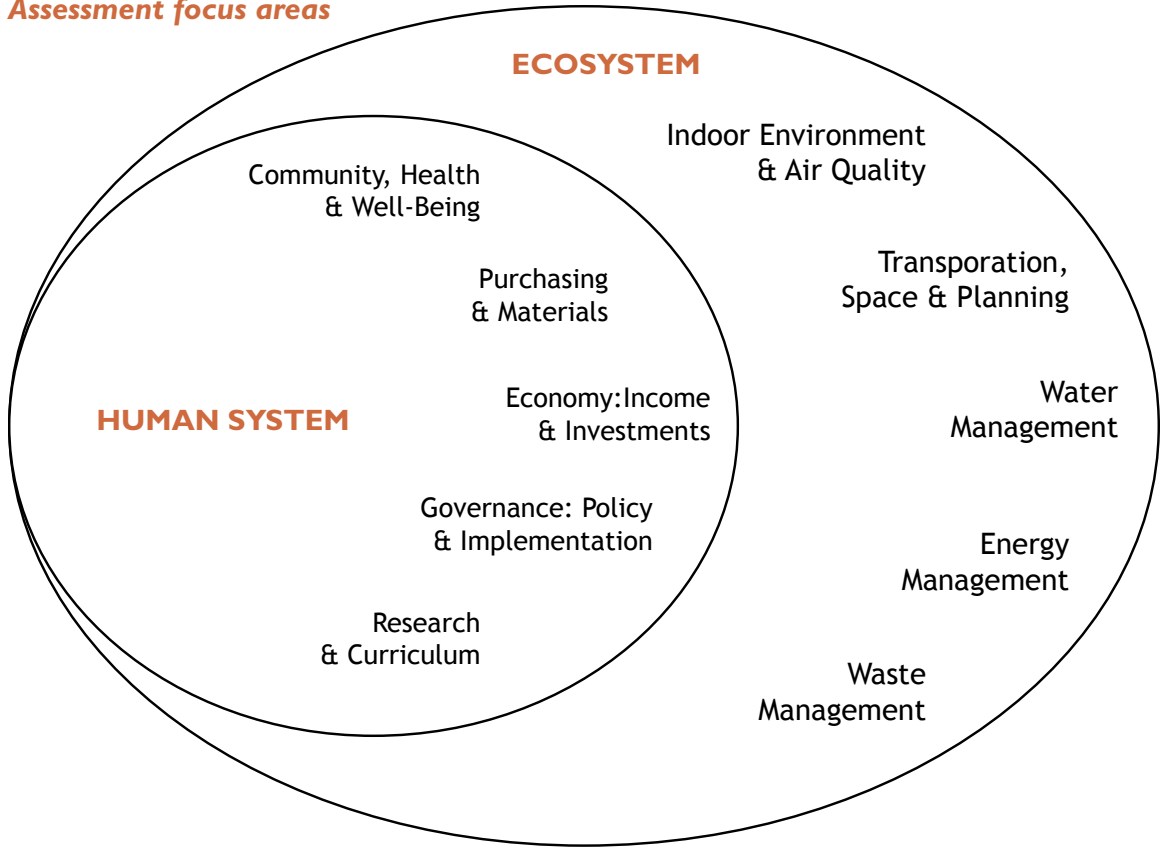 Assessment focus areas
ECOSYSTEM
Indoor Environment
& Air Quality
Community, Health
& Well-Being
Transporation,
Space & Planning
Purchasing
& Materials
Water
Management
Economy:Income
& Investments
HUMAN SYSTEM
Governance: Policy
& Implementation
Energy
Management
Research
& Curriculum
Waste
Management